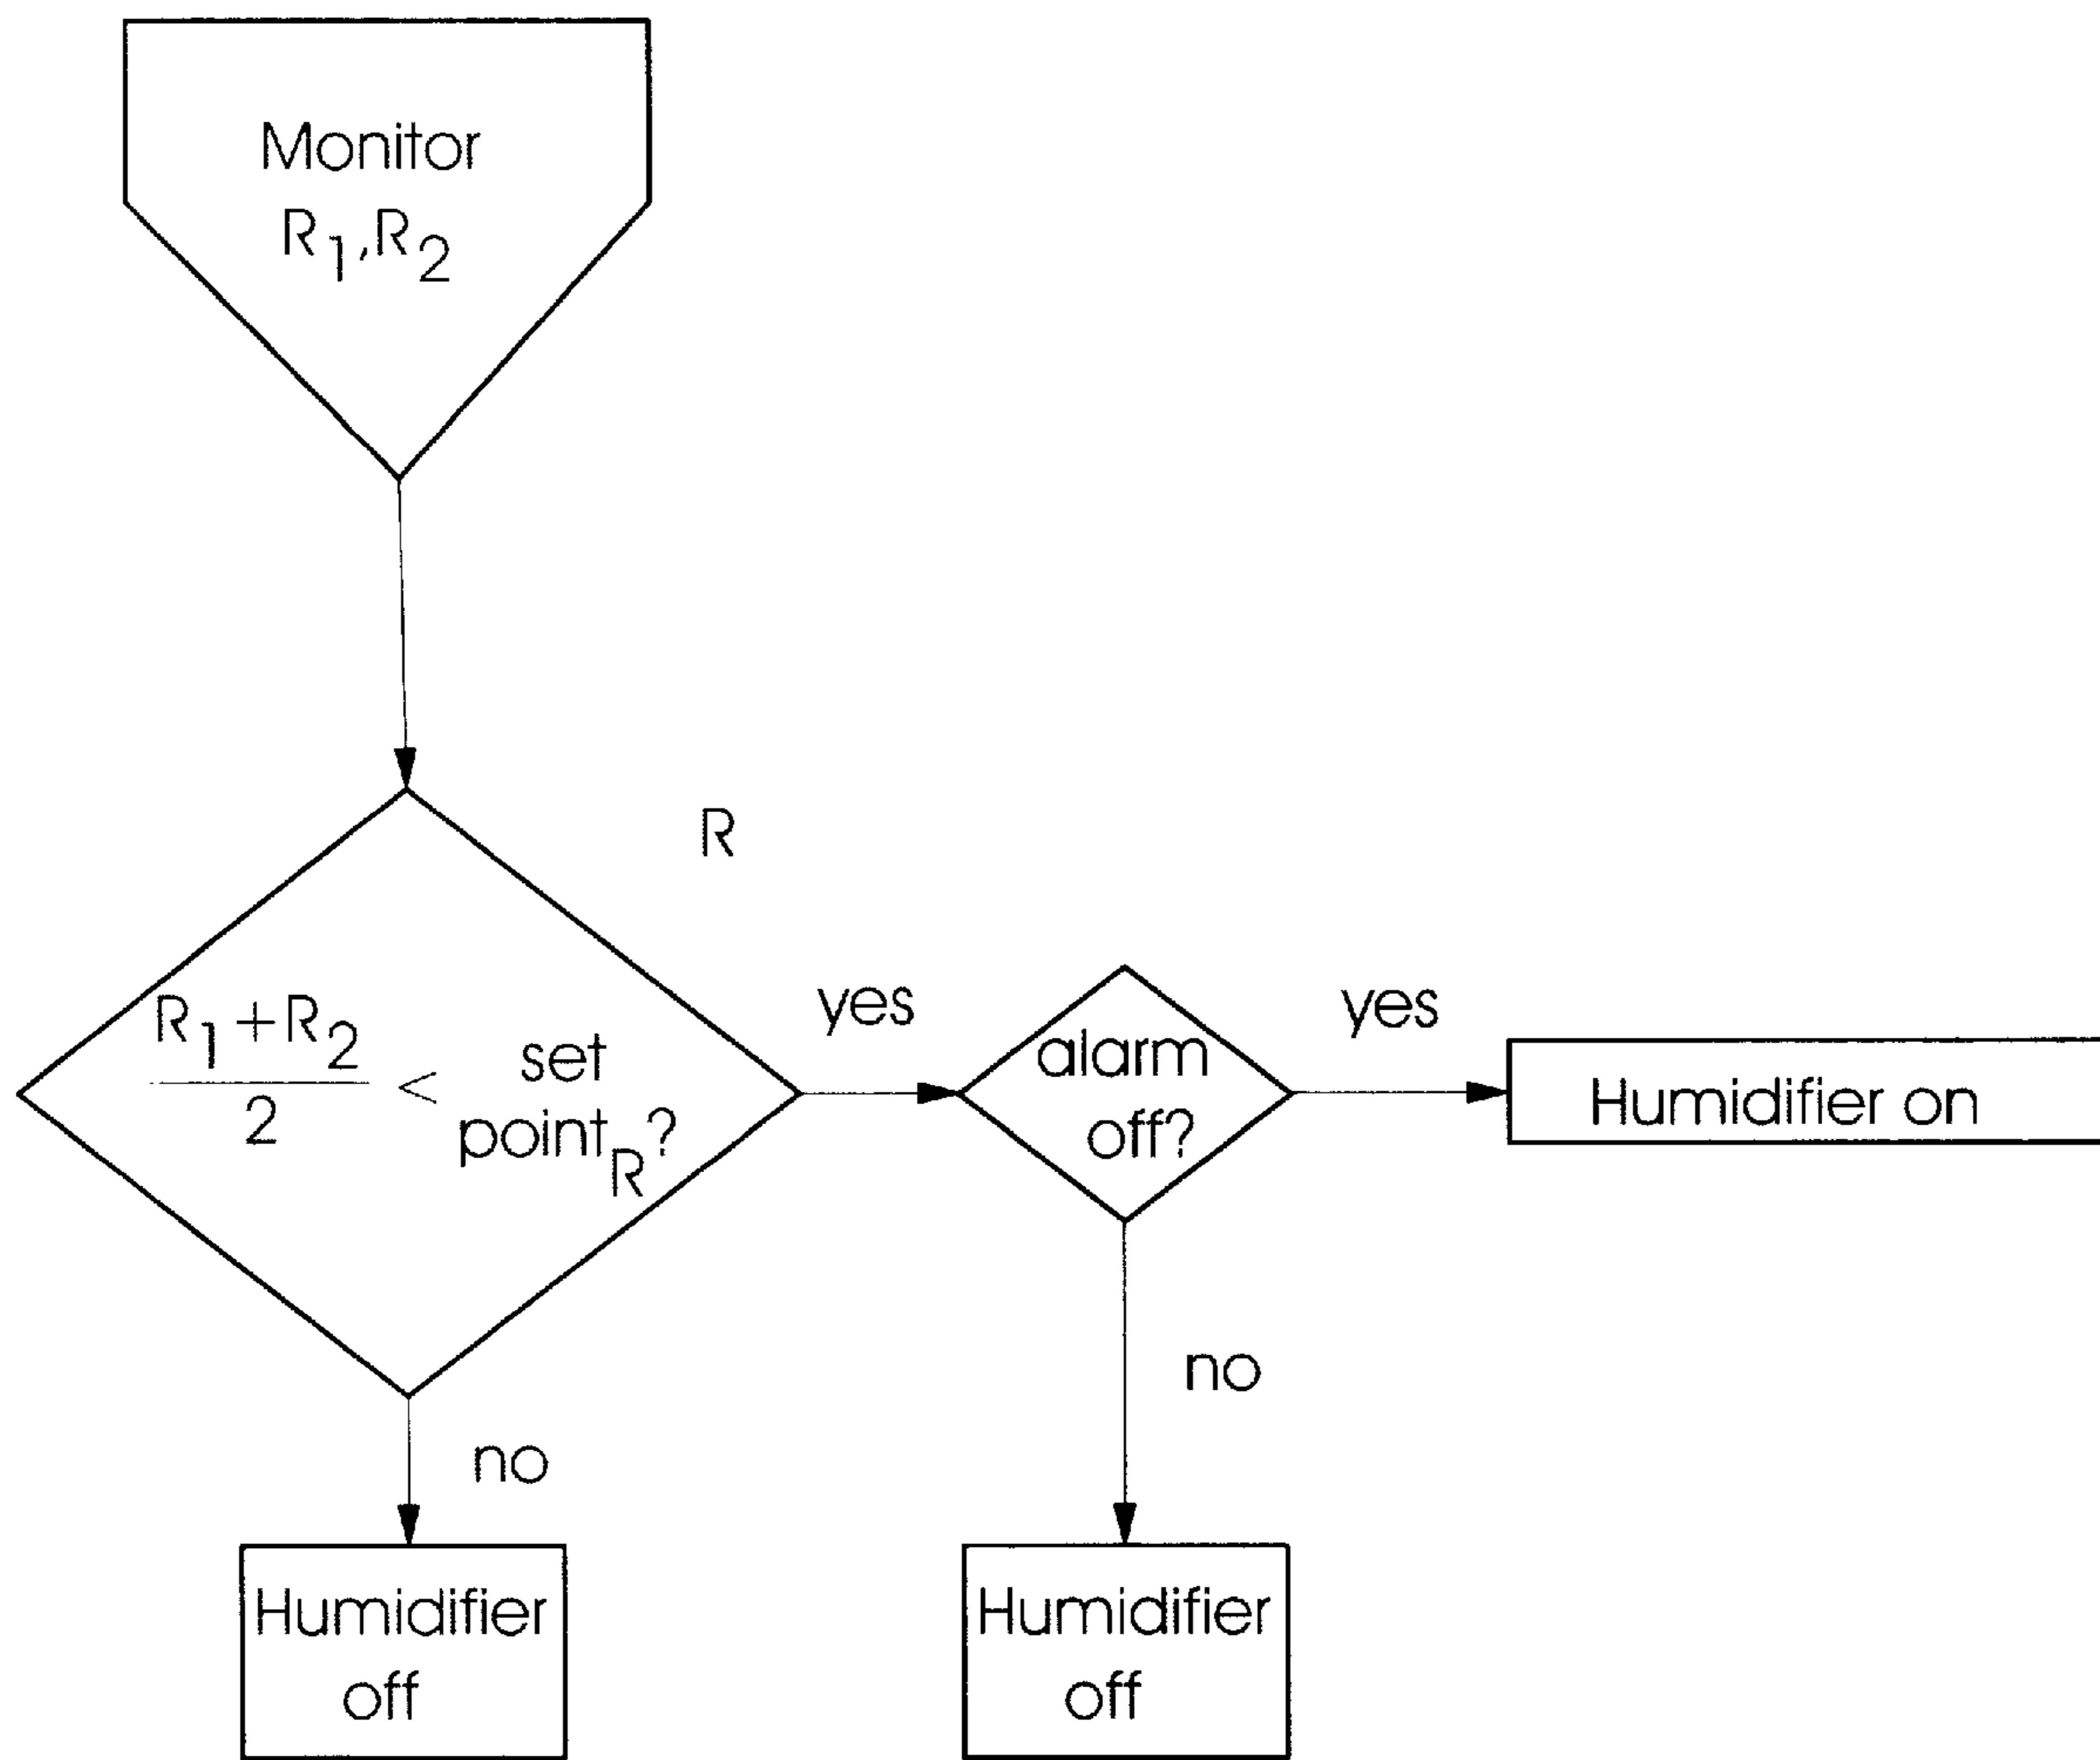 Monitor
R1,R2
R
R1+R2
2
<
set
point R?
yes
alarm
off?
yes
Humidifier on
no
no
Humidifier
off
Humidifier
off